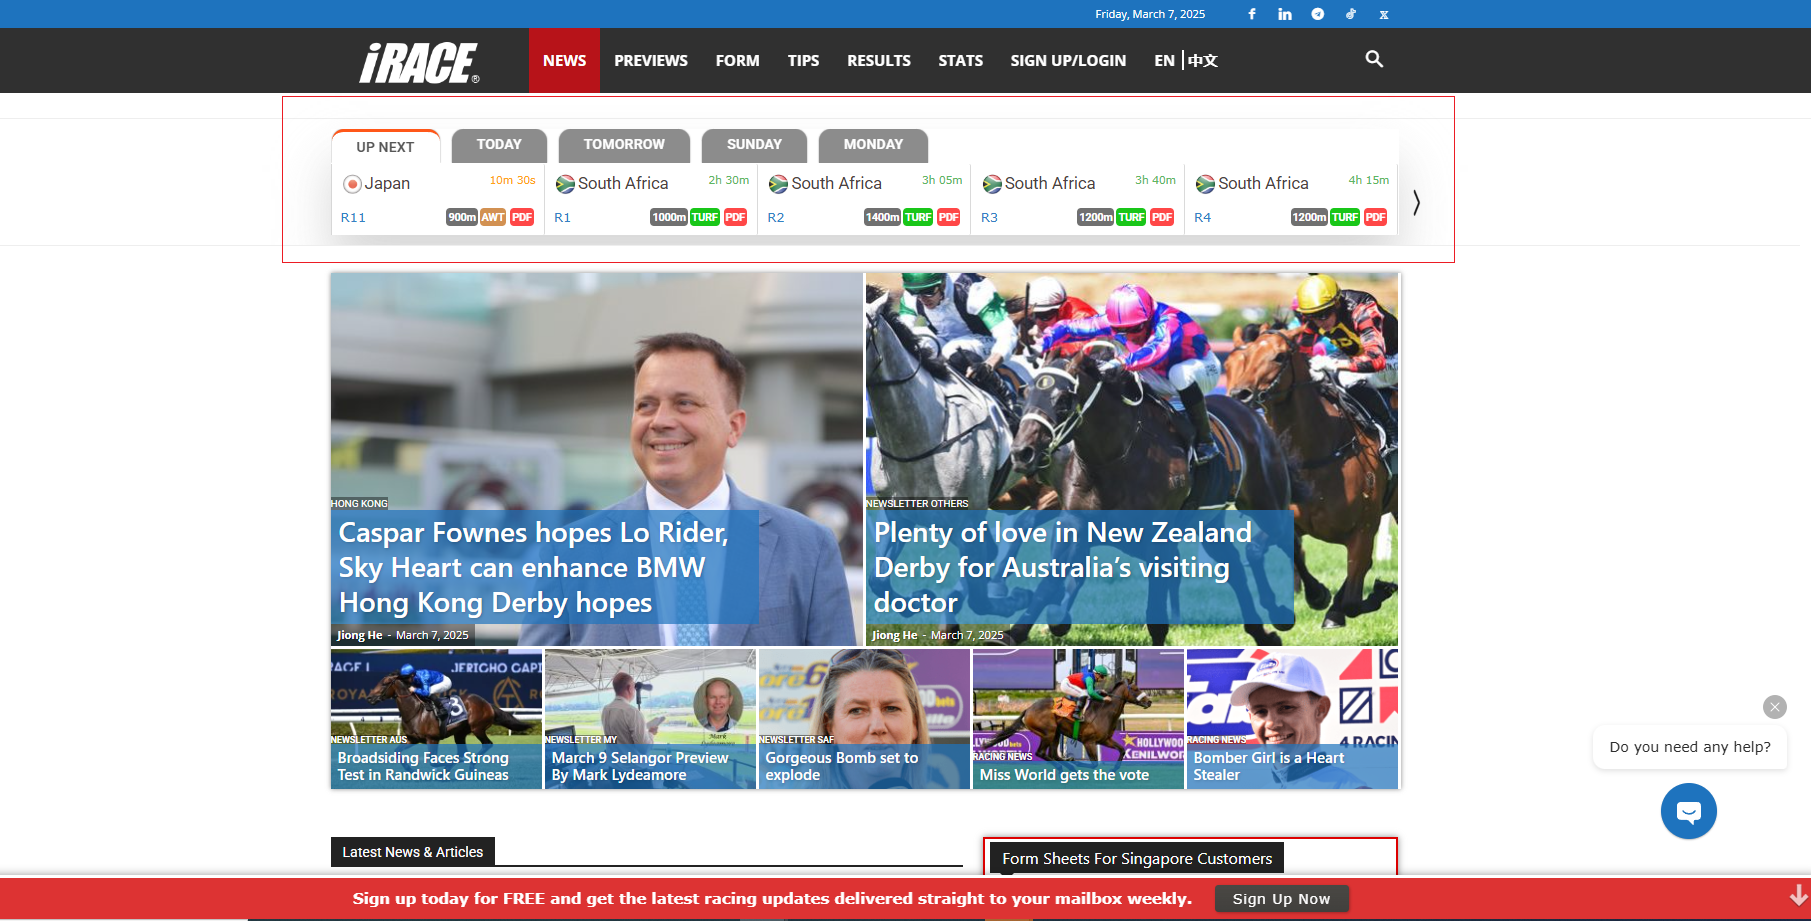 Friday, March 7, 2025
iRACE®
NEWS PREVIEWS FORM TIPS RESULTS STATS SIGN UP/LOGIN EN 中文
UP NEXT TODAY TOMORROW SUNDAY MONDAY
Japan 10m 30s
R11 900m AWT PDF
South Africa 2h 30m
R1 1000m TURF PDF
South Africa 3h 05m
R2 1400m TURF PDF
South Africa 3h 40m
R3 1200m TURF PDF
South Africa 4h 15m
R4 1200m TURF PDF
HONG KONG
Caspar Fownes hopes Lo Rider,
Sky Heart can enhance BMW
Hong Kong Derby hopes
Jiong He - March 7, 2025
NEWSLETTER OTHERS
Plenty of love in New Zealand
Derby for Australia’s visiting
doctor
Jiong He - March 7, 2025
JERICHO
3
NEWSLETTER AUS
Broadsiding Faces Strong
Test in Randwick Guineas
Mark
NEWSLETTER MY
March 9 Selangor Preview
By Mark Lydeamore
NEWSLETTER SAF
Gorgeous Bomb set to
explode
RACING NEWS
Miss World gets the vote
RACING NEWS
Bomber Girl is a Heart
Stealer
Do you need any help?
Latest News & Articles
Form Sheets For Singapore Customers
Sign up today for FREE and get the latest racing updates delivered straight to your mailbox weekly. Sign Up Now